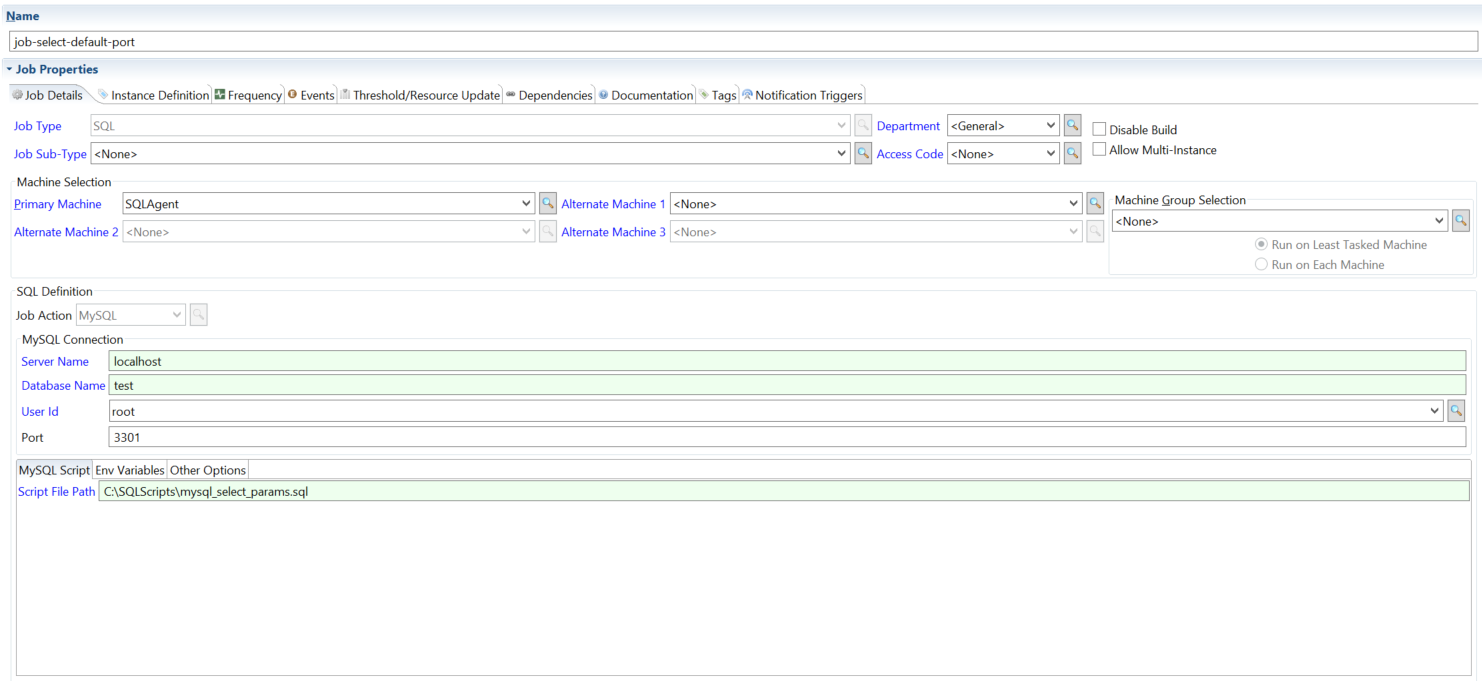 Name
job-select-default-port
Job Properties
Job Details Instance Definition Frequency Events Threshold/Resource Update Dependencies Documentation Tags Notification Triggers
Job Type SQL Department <General> Disable Build
Job Sub-Type <None> Access Code <None> Allow Multi-Instance
Machine Selection
Primary Machine SQLAgent Alternate Machine 1 <None> Machine Group Selection
<None>
Alternate Machine 2 <None> Alternate Machine 3 <None>
Run on Least Tasked Machine
Run on Each Machine
SQL Definition
Job Action MySQL
MySQL Connection
Server Name localhost
Database Name test
User Id root
Port 3301
MySQL Script Env Variables Other Options
Script File Path C:\SQLScripts\mysql_select_params.sql